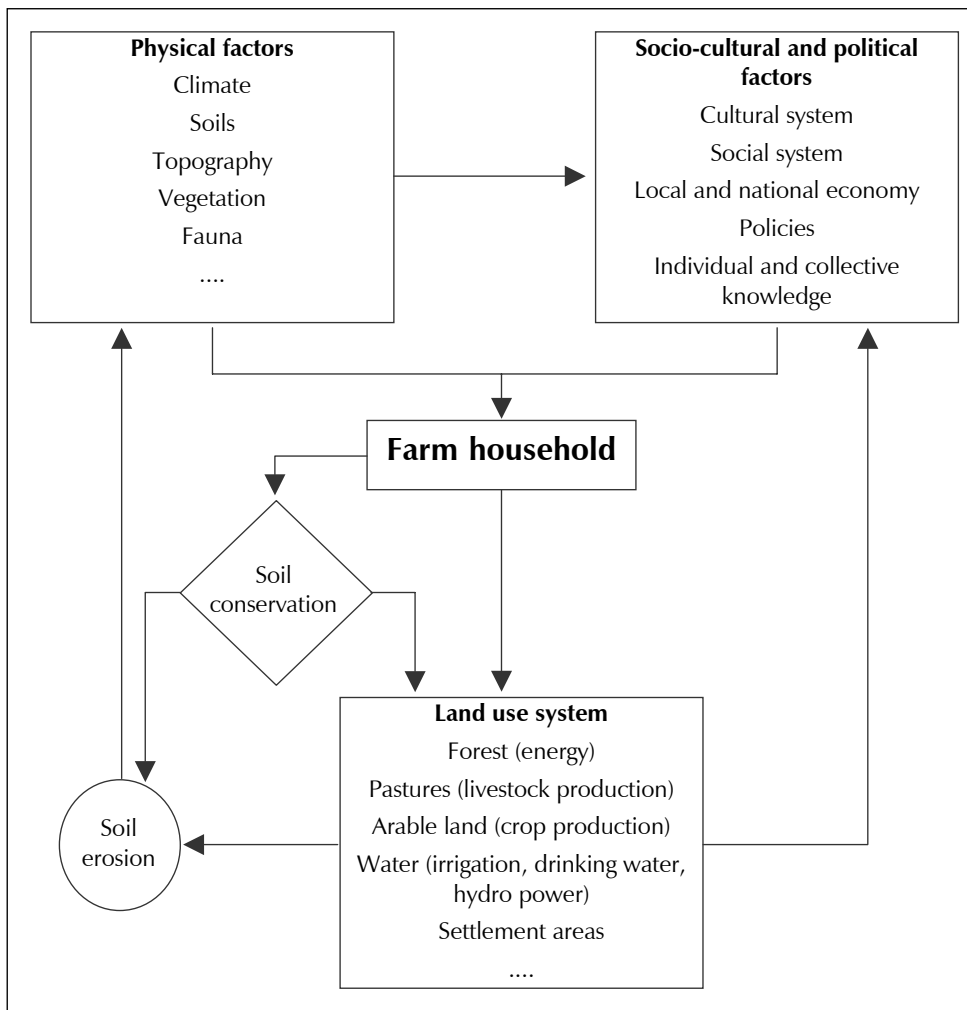 Physical factors
Climate
Soils
Topography
Vegetation
Fauna
....
Socio-cultural and political
factors
Cultural system
Social system
Local and national economy
Policies
Individual and collective
knowledge
Farm household
Soil
conservation
Land use system
Forest (energy)
Pastures (livestock production)
Arable land (crop production)
Water (irrigation, drinking water,
hydro power)
Settlement areas
....
Soil
erosion